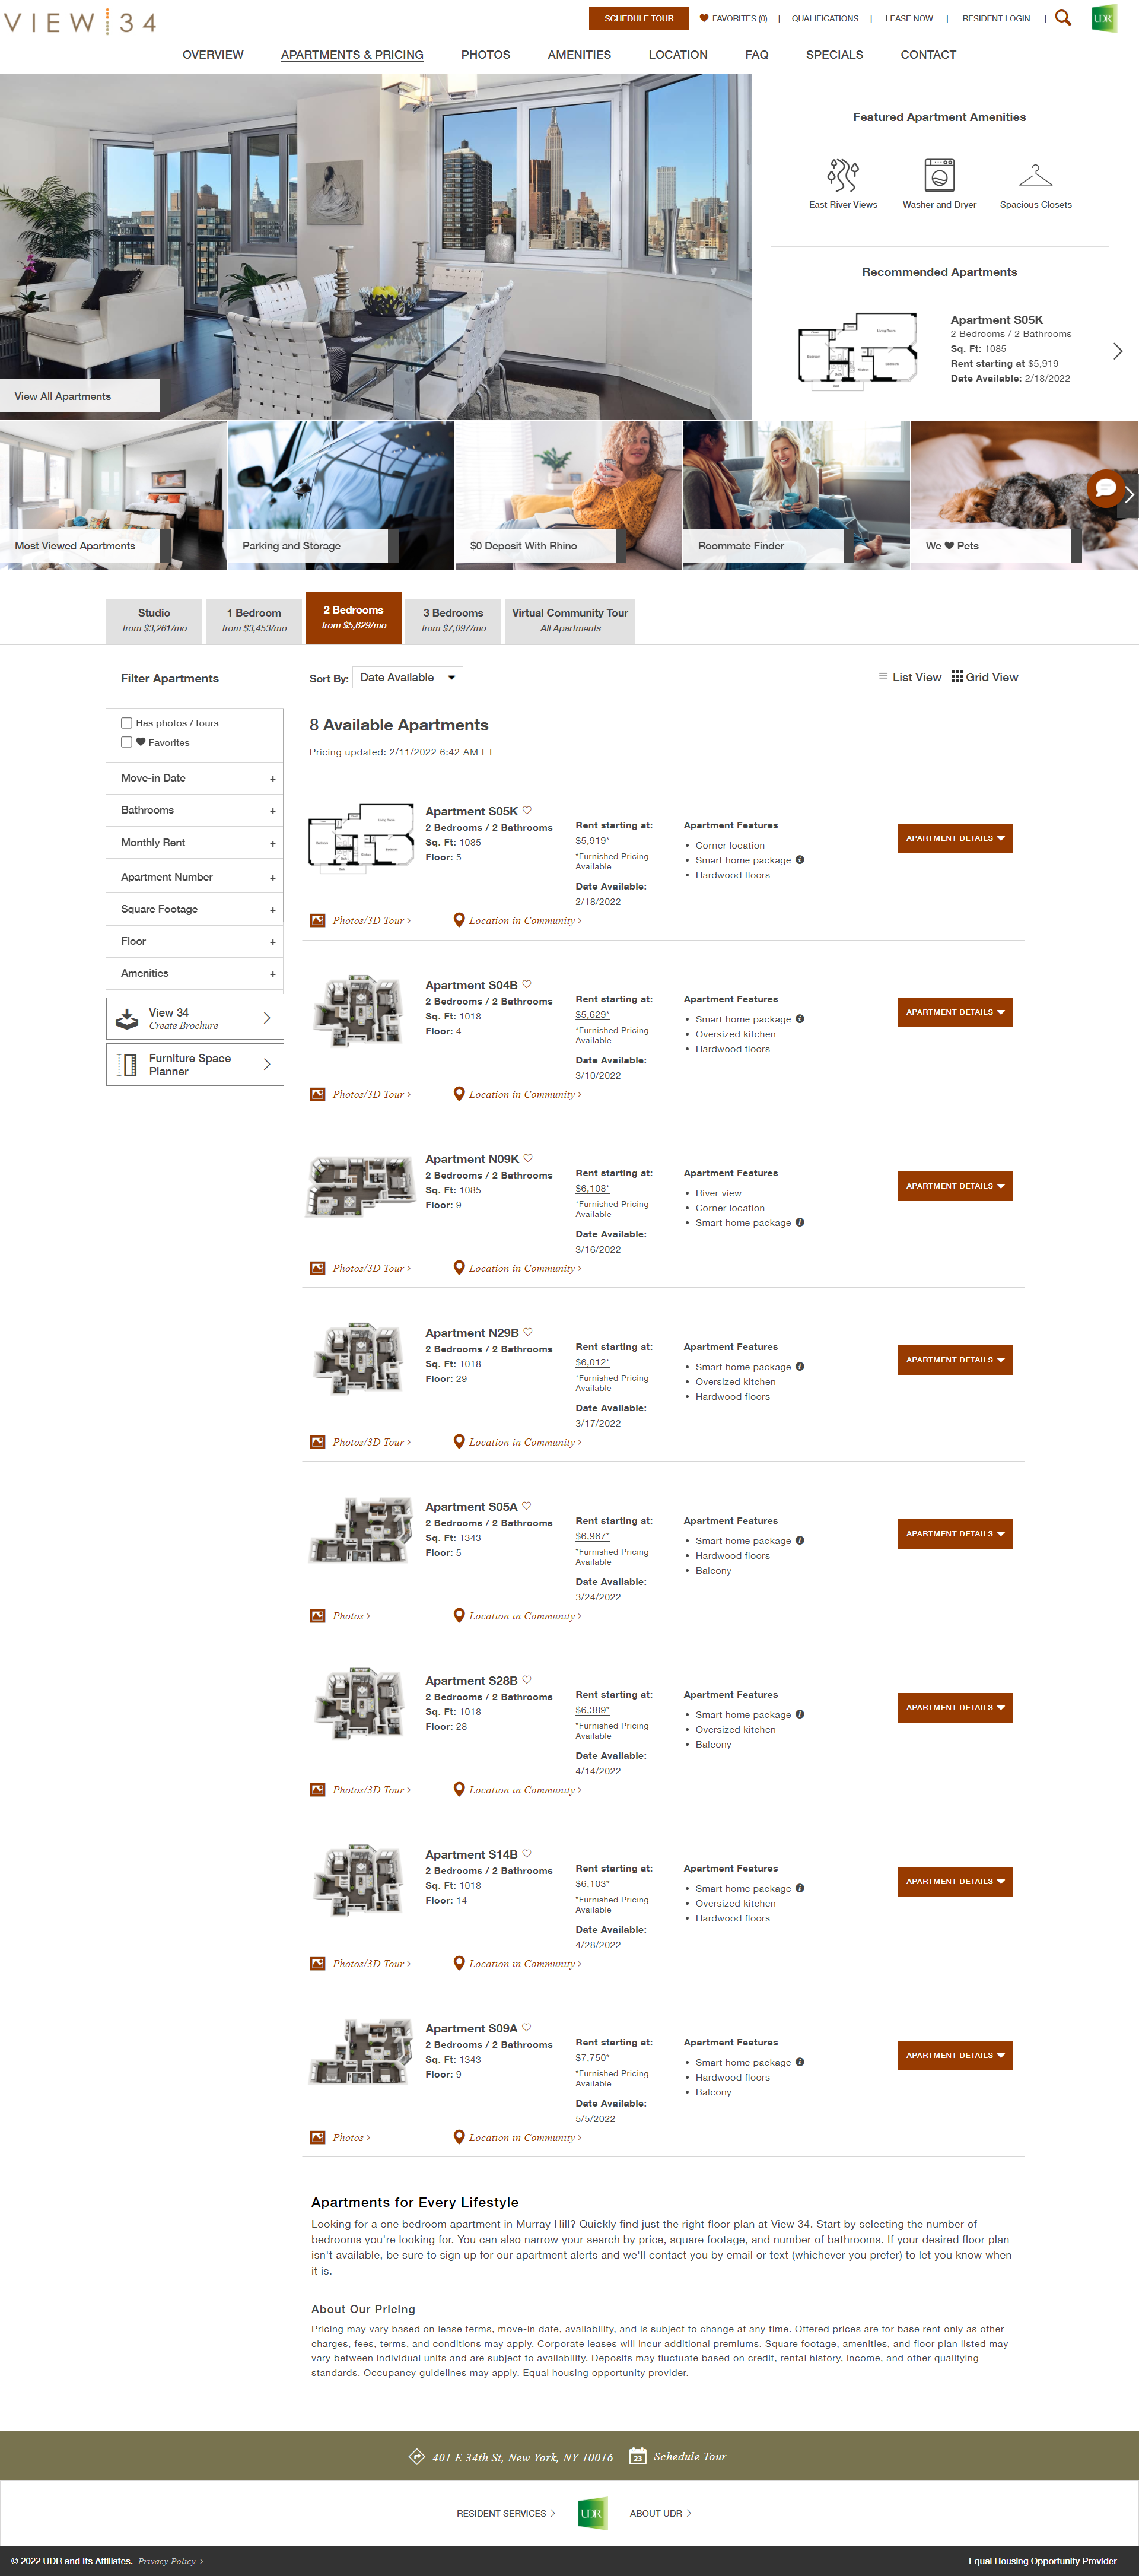 VIEW 34
SCHEDULE TOUR
FAVORITES (0) | QUALIFICATIONS | LEASE NOW | RESIDENT LOGIN |
UDR
OVERVIEW
APARTMENTS & PRICING
PHOTOS
AMENITIES
LOCATION
FAQ
SPECIALS
CONTACT
View All Apartments
Featured Apartment Amenities
East River Views
Washer and Dryer
Spacious Closets
Recommended Apartments
Apartment S05K
2 Bedrooms / 2 Bathrooms
Sq. Ft: 1085
Rent starting at $5,919
Date Available: 2/18/2022
Most Viewed Apartments
Parking and Storage
$0 Deposit With Rhino
Roommate Finder
We ♥ Pets
Studio
from $3,261/mo
1 Bedroom
from $3,453/mo
2 Bedrooms
from $5,629/mo
3 Bedrooms
from $7,097/mo
Virtual Community Tour
All Apartments
Filter Apartments
Has photos / tours
Favorites
Move-in Date +
Bathrooms +
Monthly Rent +
Apartment Number +
Square Footage +
Floor +
Amenities +
View 34
Create Brochure
Furniture Space
Planner
Sort By: Date Available
List View
Grid View
8 Available Apartments
Pricing updated: 2/11/2022 6:42 AM ET
Apartment S05K
2 Bedrooms / 2 Bathrooms
Sq. Ft: 1085
Floor: 5
Rent starting at:
$5,919*
*Furnished Pricing
Available
Date Available:
2/18/2022
Apartment Features
• Corner location
• Smart home package
• Hardwood floors
APARTMENT DETAILS
Photos/3D Tour >
Location in Community >
Apartment S04B
2 Bedrooms / 2 Bathrooms
Sq. Ft: 1018
Floor: 4
Rent starting at:
$5,629*
*Furnished Pricing
Available
Date Available:
3/10/2022
Apartment Features
• Smart home package
• Oversized kitchen
• Hardwood floors
APARTMENT DETAILS
Photos/3D Tour >
Location in Community >
Apartment N09K
2 Bedrooms / 2 Bathrooms
Sq. Ft: 1085
Floor: 9
Rent starting at:
$6,108*
*Furnished Pricing
Available
Date Available:
3/16/2022
Apartment Features
• River view
• Corner location
• Smart home package
APARTMENT DETAILS
Photos/3D Tour >
Location in Community >
Apartment N29B
2 Bedrooms / 2 Bathrooms
Sq. Ft: 1018
Floor: 29
Rent starting at:
$6,012*
*Furnished Pricing
Available
Date Available:
3/17/2022
Apartment Features
• Smart home package
• Oversized kitchen
• Hardwood floors
APARTMENT DETAILS
Photos/3D Tour >
Location in Community >
Apartment S05A
2 Bedrooms / 2 Bathrooms
Sq. Ft: 1343
Floor: 5
Rent starting at:
$6,967*
*Furnished Pricing
Available
Date Available:
3/24/2022
Apartment Features
• Smart home package
• Hardwood floors
• Balcony
APARTMENT DETAILS
Photos >
Location in Community >
Apartment S28B
2 Bedrooms / 2 Bathrooms
Sq. Ft: 1018
Floor: 28
Rent starting at:
$6,389*
*Furnished Pricing
Available
Date Available:
4/14/2022
Apartment Features
• Smart home package
• Oversized kitchen
• Balcony
APARTMENT DETAILS
Photos/3D Tour >
Location in Community >
Apartment S14B
2 Bedrooms / 2 Bathrooms
Sq. Ft: 1018
Floor: 14
Rent starting at:
$6,103*
*Furnished Pricing
Available
Date Available:
4/28/2022
Apartment Features
• Smart home package
• Oversized kitchen
• Hardwood floors
APARTMENT DETAILS
Photos/3D Tour >
Location in Community >
Apartment S09A
2 Bedrooms / 2 Bathrooms
Sq. Ft: 1343
Floor: 9
Rent starting at:
$7,750*
*Furnished Pricing
Available
Date Available:
5/5/2022
Apartment Features
• Smart home package
• Hardwood floors
• Balcony
APARTMENT DETAILS
Photos >
Location in Community >
Apartments for Every Lifestyle
Looking for a one bedroom apartment in Murray Hill? Quickly find just the right floor plan at View 34. Start by selecting the number of
bedrooms you're looking for. You can also narrow your search by price, square footage, and number of bathrooms. If your desired floor plan
isn't available, be sure to sign up for our apartment alerts and we'll contact you by email or text (whichever you prefer) to let you know when
it is.
About Our Pricing
Pricing may vary based on lease terms, move-in date, availability, and is subject to change at any time. Offered prices are for base rent only as other
charges, fees, terms, and conditions may apply. Corporate leases will incur additional premiums. Square footage, amenities, and floor plan listed may
vary between individual units and are subject to availability. Deposits may fluctuate based on credit, rental history, income, and other qualifying
standards. Occupancy guidelines may apply. Equal housing opportunity provider.
401 E 34th St, New York, NY 10016
23
Schedule Tour
RESIDENT SERVICES >
UDR
ABOUT UDR >
© 2022 UDR and Its Affiliates. Privacy Policy >
Equal Housing Opportunity Provider